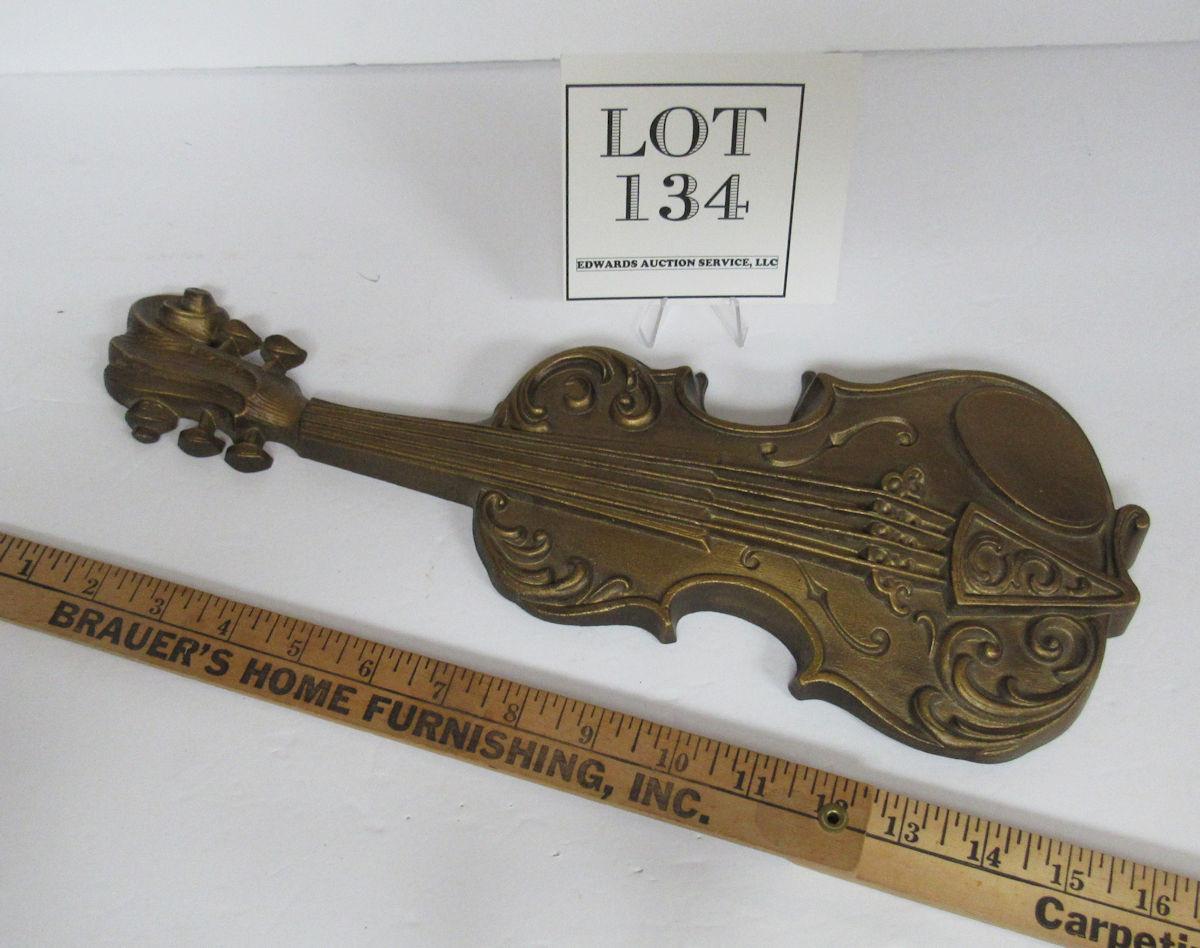 LOT
134
EDWARDS AUCTION SERVICE, LLC
1 2 3 4 5 6 7 8 9 10 11 12 13 14 15 16
BRAUER'S HOME FURNISHING, INC.